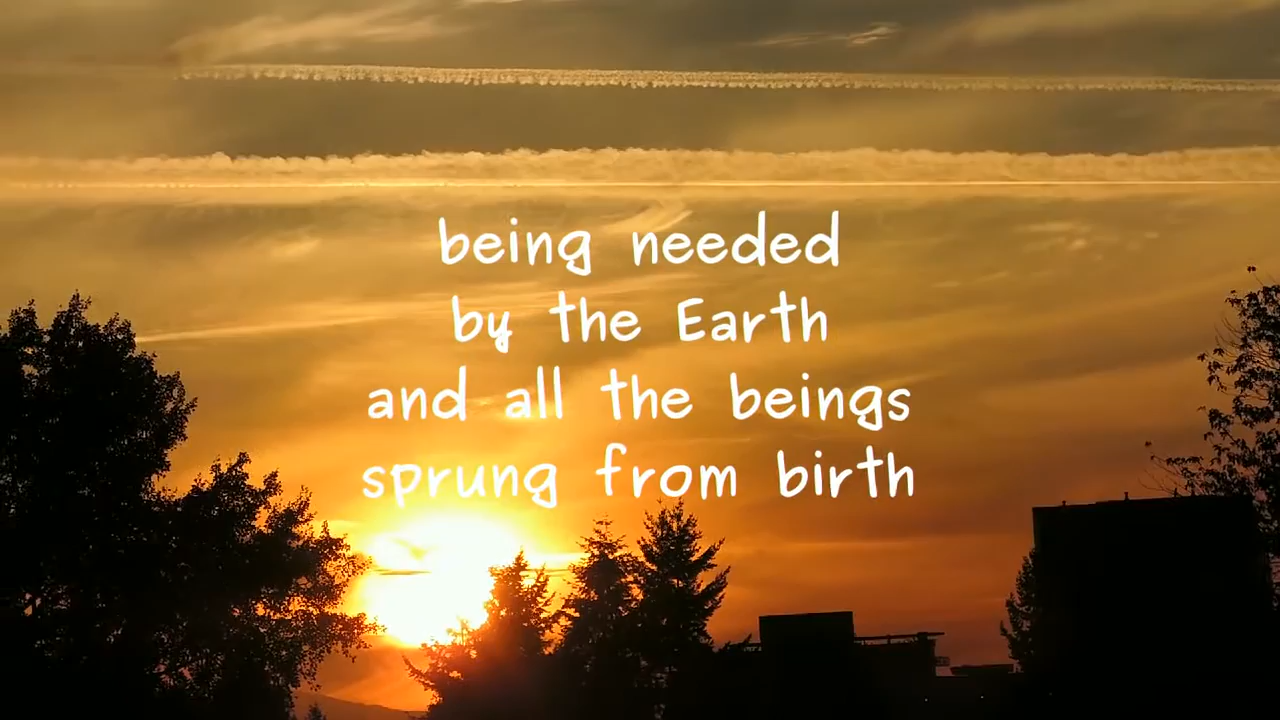 being needed
by the Earth
and all the beings
sprung from birth